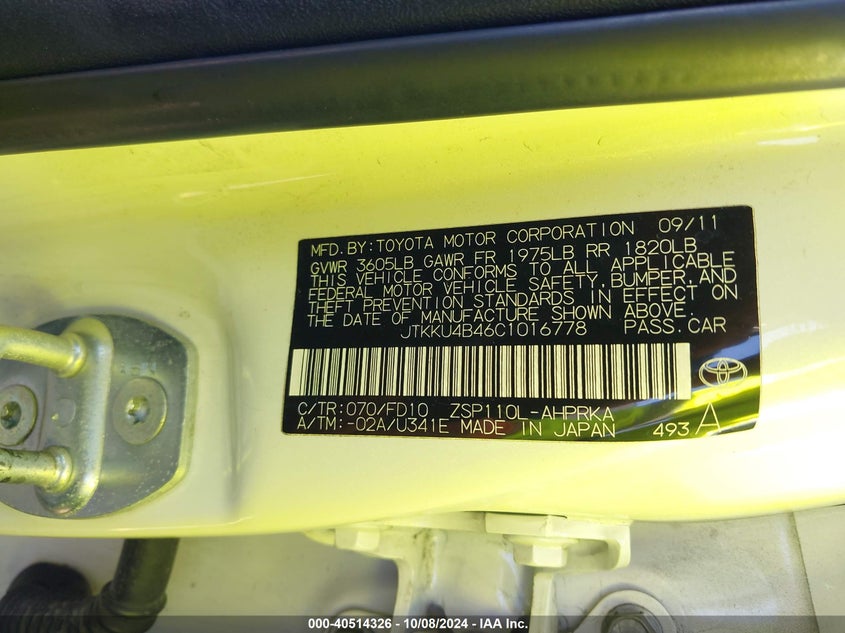 MFD.BY:TOYOTA MOTOR CORPORATION 09/11
GVWR 3605LB GAWR FR 1975LB RR 1820LB
THIS VEHICLE CONFORMS TO ALL APPLICABLE
FEDERAL MOTOR VEHICLE SAFETY, BUMPER, AND
THEFT PREVENTION STANDARDS IN EFFECT ON
THE DATE OF MANUFACTURE SHOWN ABOVE.
JTKKU4B46C1016778 PASS.CAR
C/TR:070/FD10 ZSP110L-AHPRKA
A/TM:-02A/U341E MADE IN JAPAN 493 A
000-40514326 - 10/08/2024 - IAA Inc.